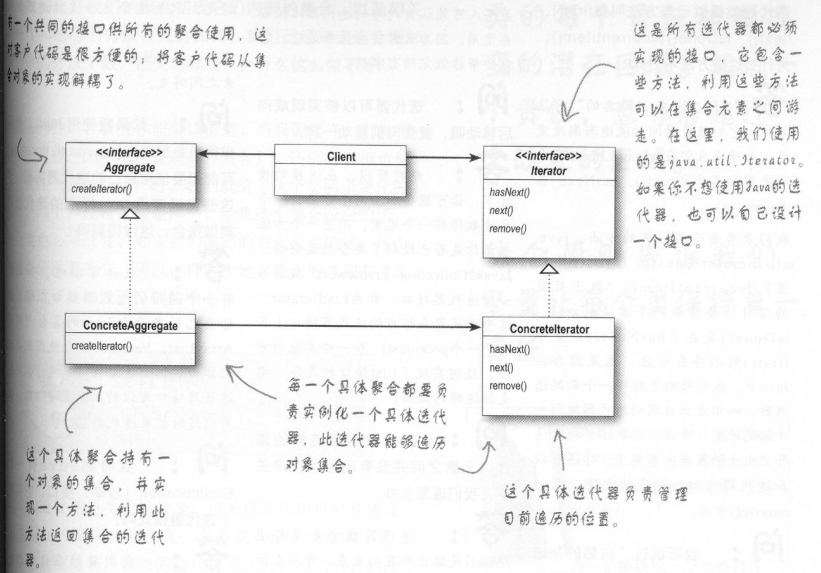 一个共同的接口供所有的聚合使用，这
对客户代码是很方便的，将客户代码从集
合对象的实现解耦了。
<<interface>>
Aggregate
createIterator()
Client
<<interface>>
Iterator
hasNext()
next()
remove()
这是所有迭代器都必须
实现的接口，它包含一
些方法，利用这些方法
可以在集合元素之间游
走。在这里，我们使用
的是java.util.Iterator。
如果你不想使用Java的迭
代器，也可以自己设计
一个接口。
ConcreteAggregate
createIterator()
ConcreteIterator
hasNext()
next()
remove()
每一个具体聚合都要负
责实例化一个具体迭代
器，此迭代器能够遍历
对象集合。
这个具体聚合持有一
个对象的集合，并实
现一个方法，利用此
方法返回集合的迭代
器。
这个具体迭代器负责管理
目前遍历的位置。